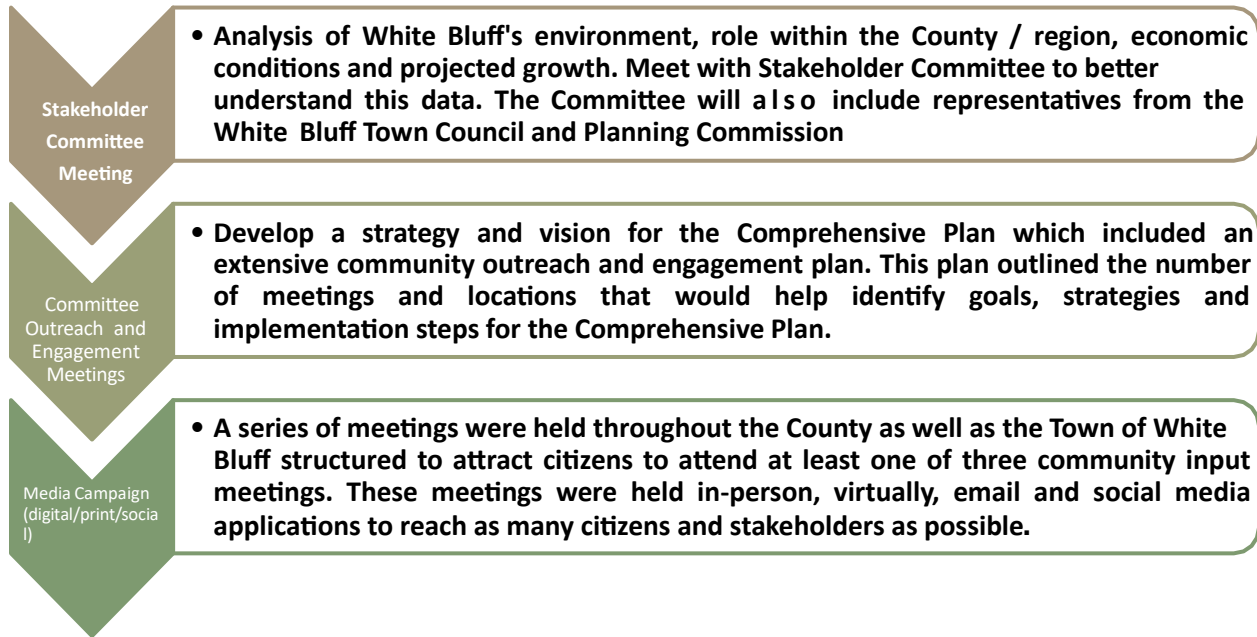 Stakeholder
Committee
Meeting
• Analysis of White Bluff's environment, role within the County / region, economic
conditions and projected growth. Meet with Stakeholder Committee to better
understand this data. The Committee will also include representatives from the
White Bluff Town Council and Planning Commission
Committee
Outreach and
Engagement
Meetings
• Develop a strategy and vision for the Comprehensive Plan which included an
extensive community outreach and engagement plan. This plan outlined the number
of meetings and locations that would help identify goals, strategies and
implementation steps for the Comprehensive Plan.
Media Campaign
(digital/print/socia
l)
• A series of meetings were held throughout the County as well as the Town of White
Bluff structured to attract citizens to attend at least one of three community input
meetings. These meetings were held in-person, virtually, email and social media
applications to reach as many citizens and stakeholders as possible.